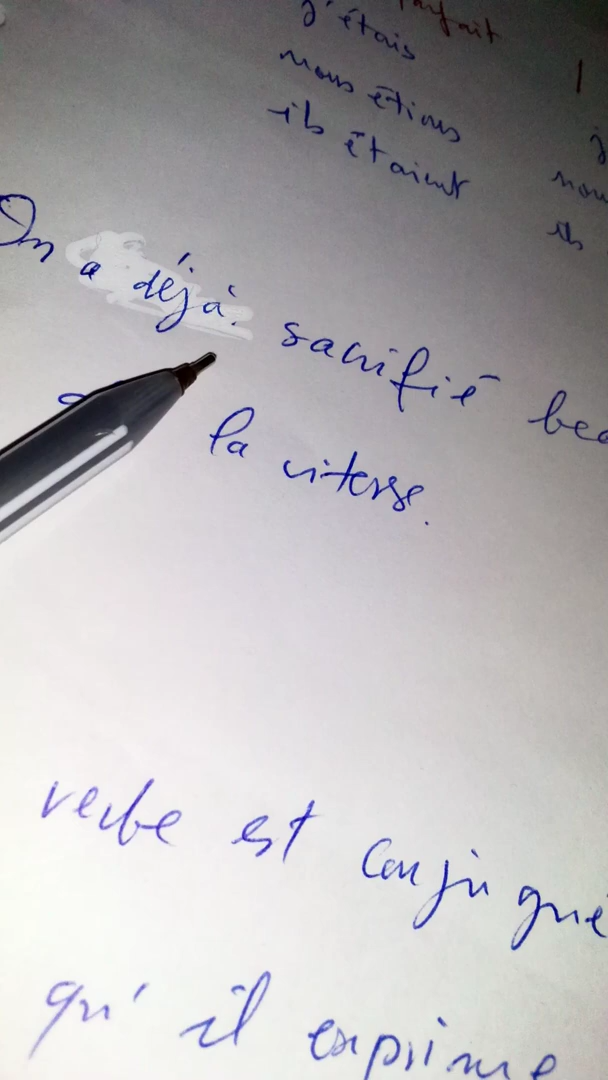 j'étais
nous étions
ils étaient
On a déjà sacrifié
la vitesse.
verbe est conjugué
qu'il exprime